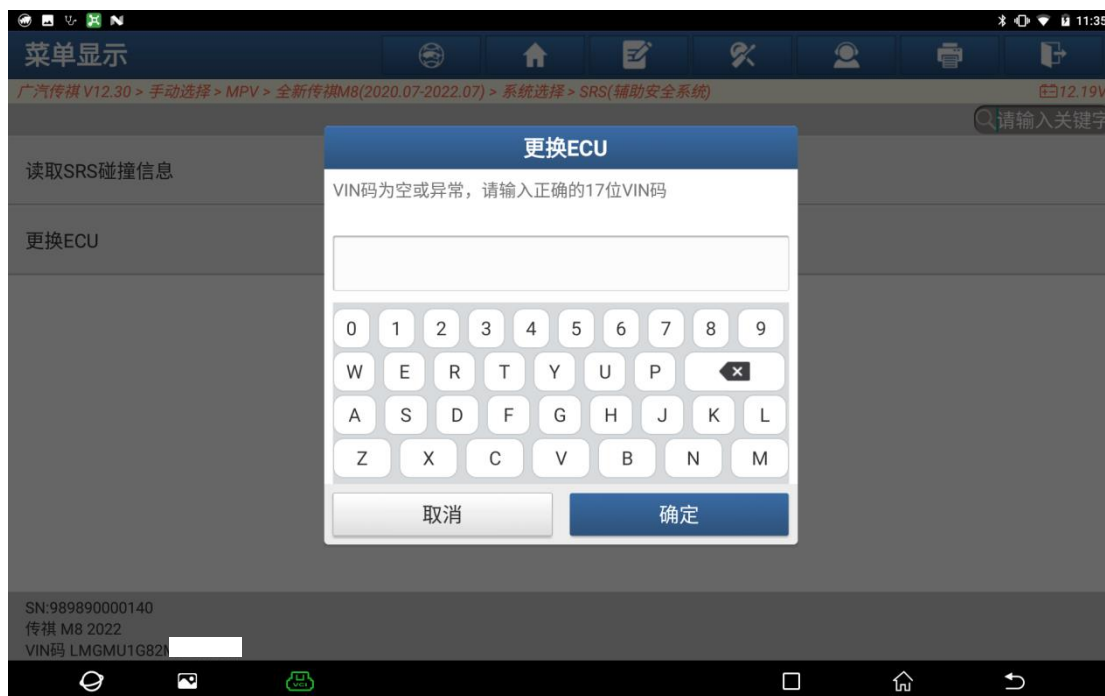 11:35
菜单显示
广汽传祺 V12.30 > 手动选择 > MPV > 全新传祺M8(2020.07-2022.07) > 系统选择 > SRS(辅助安全系统)
12.19V
请输入关键字
更换ECU
读取SRS碰撞信息
VIN码为空或异常，请输入正确的17位VIN码
更换ECU
0 1 2 3 4 5 6 7 8 9
W E R T Y U P
A S D F G H J K L
Z X C V B N M
取消 确定
SN:989890000140
传祺 M8 2022
VIN码 LMGMU1G82
VCI